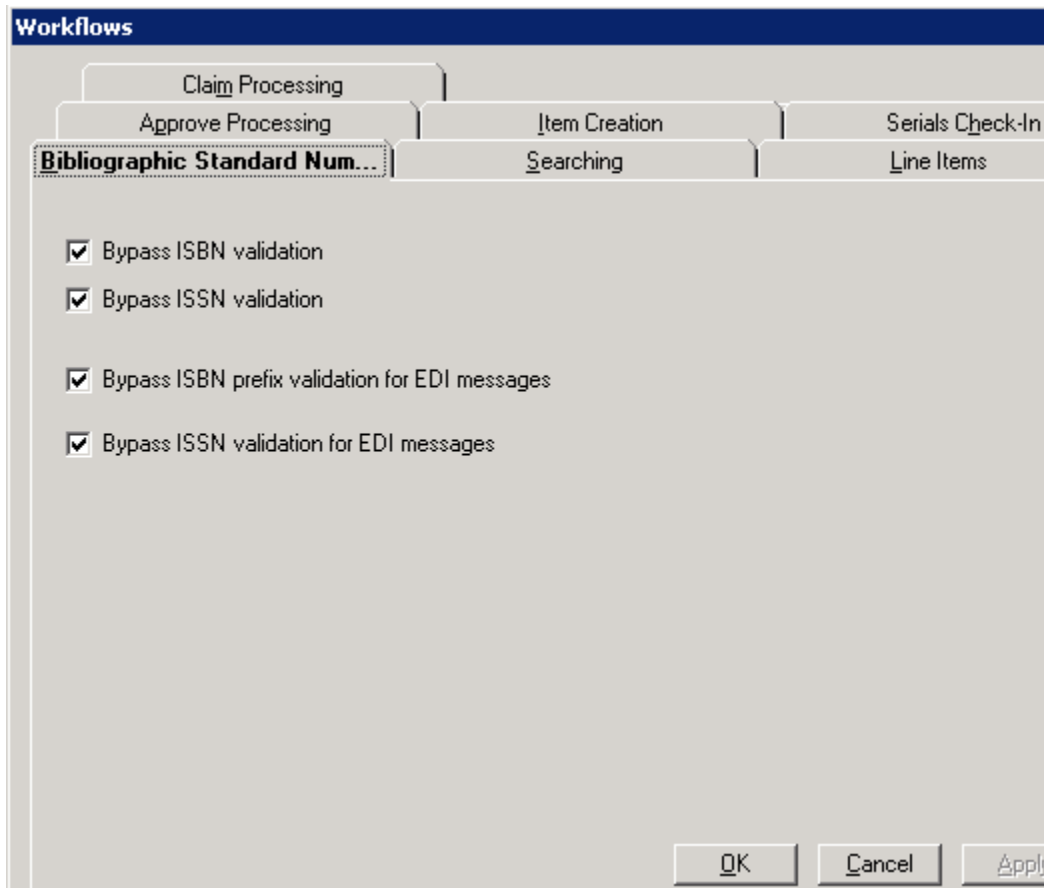 Workflows
Claim Processing
Approve Processing Item Creation Serials Check-In
Bibliographic Standard Num... Searching Line Items
Bypass ISBN validation
Bypass ISSN validation
Bypass ISBN prefix validation for EDI messages
Bypass ISSN validation for EDI messages
OK Cancel Apply